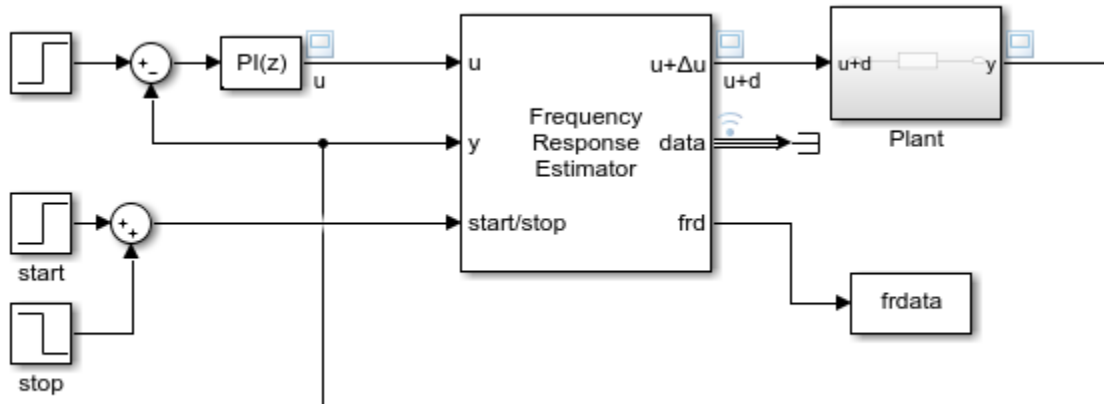 +
−
PI(z)
u
u
u+Δu
u+d
u+d
y
Plant
y
Frequency
Response
Estimator
data
+
+
start/stop
frd
start
frdata
stop